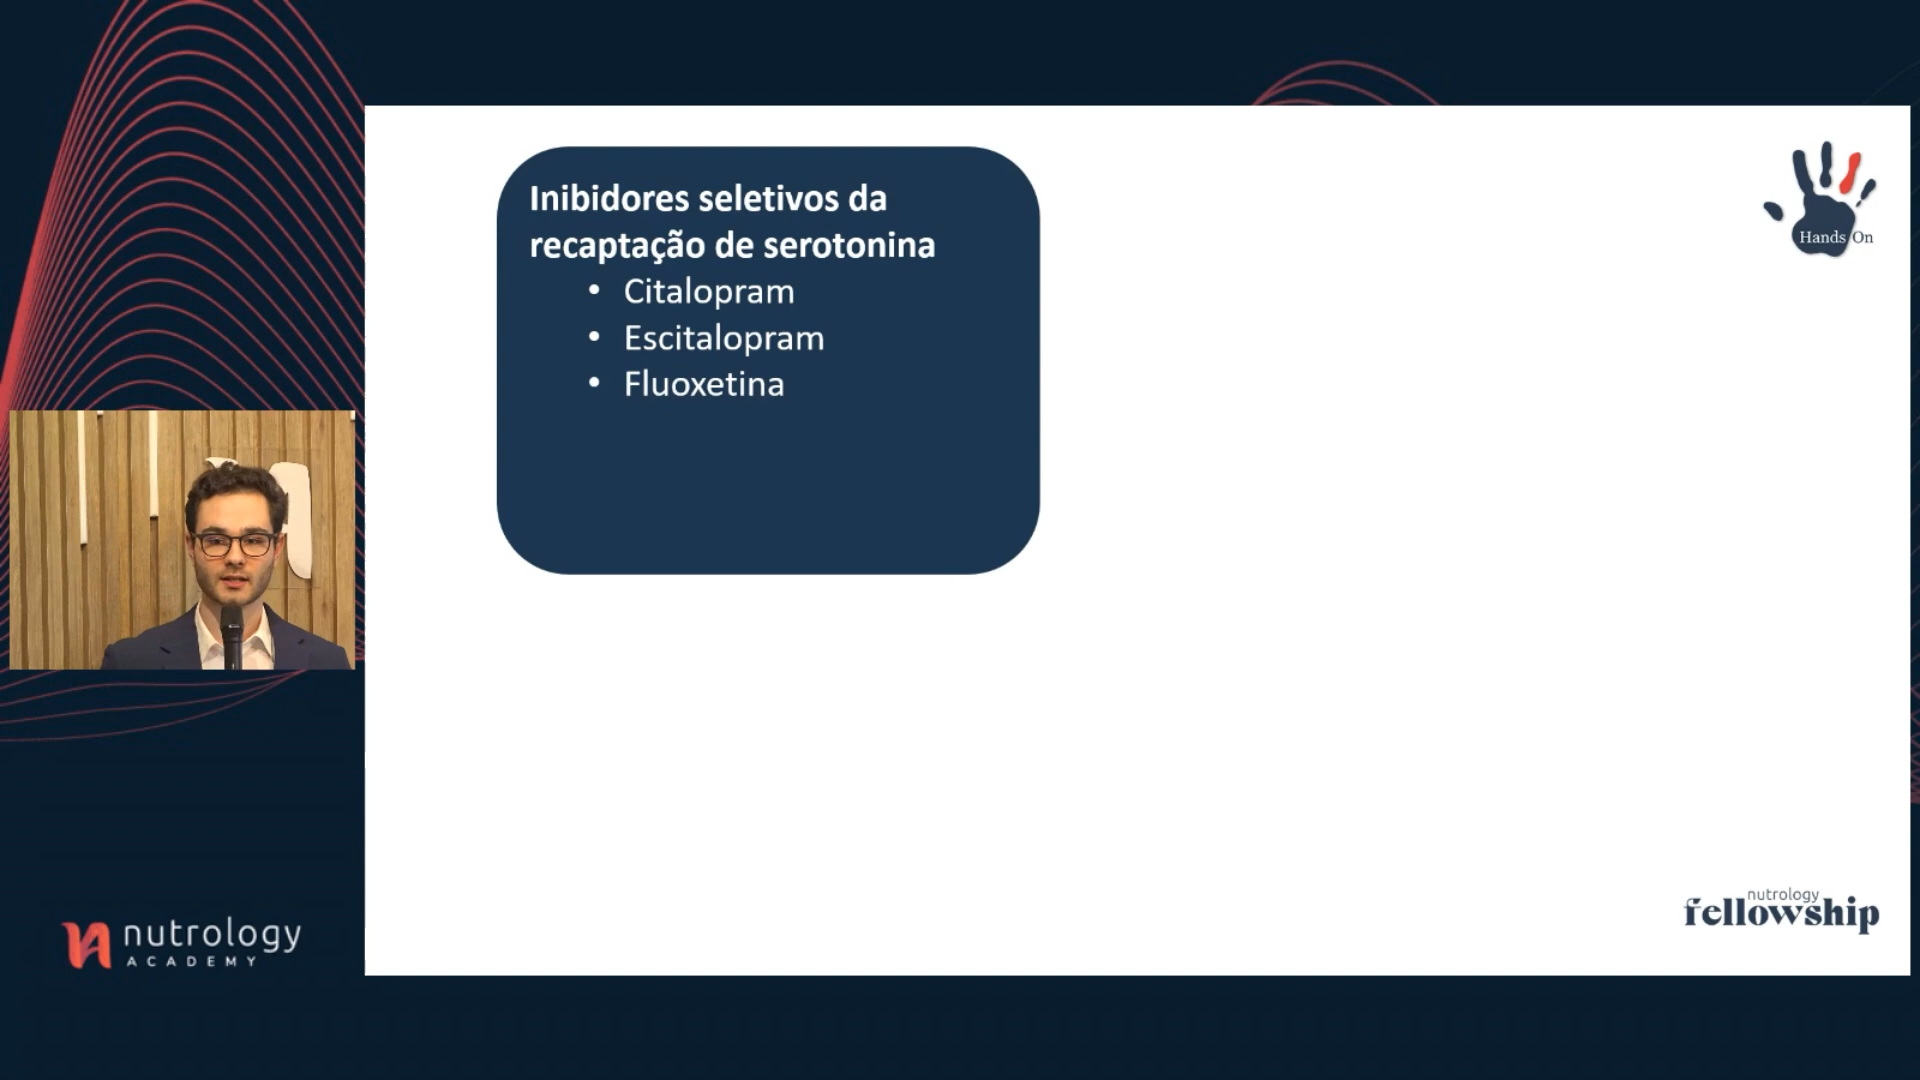 Inibidores seletivos da
recaptação de serotonina
• Citalopram
• Escitalopram
• Fluoxetina
Hands On
nutrology
ACADEMY
nutrology
fellowship